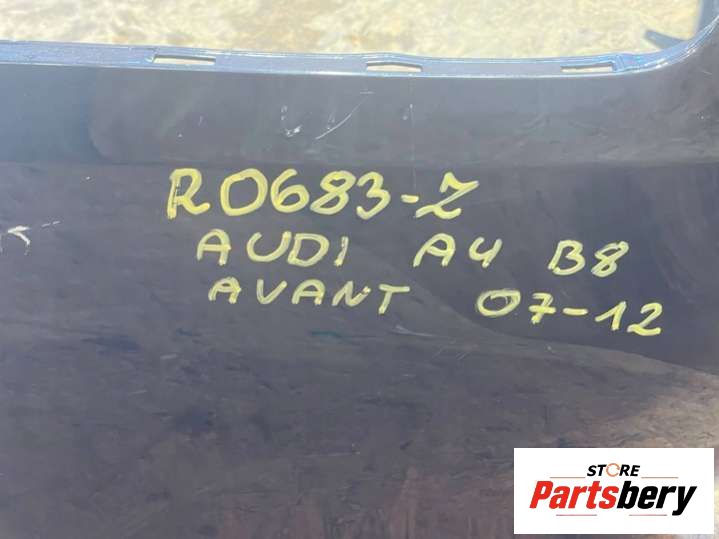 R0683-Z
AUDI A4 B8
AVANT 07-12
STORE
Partsbery